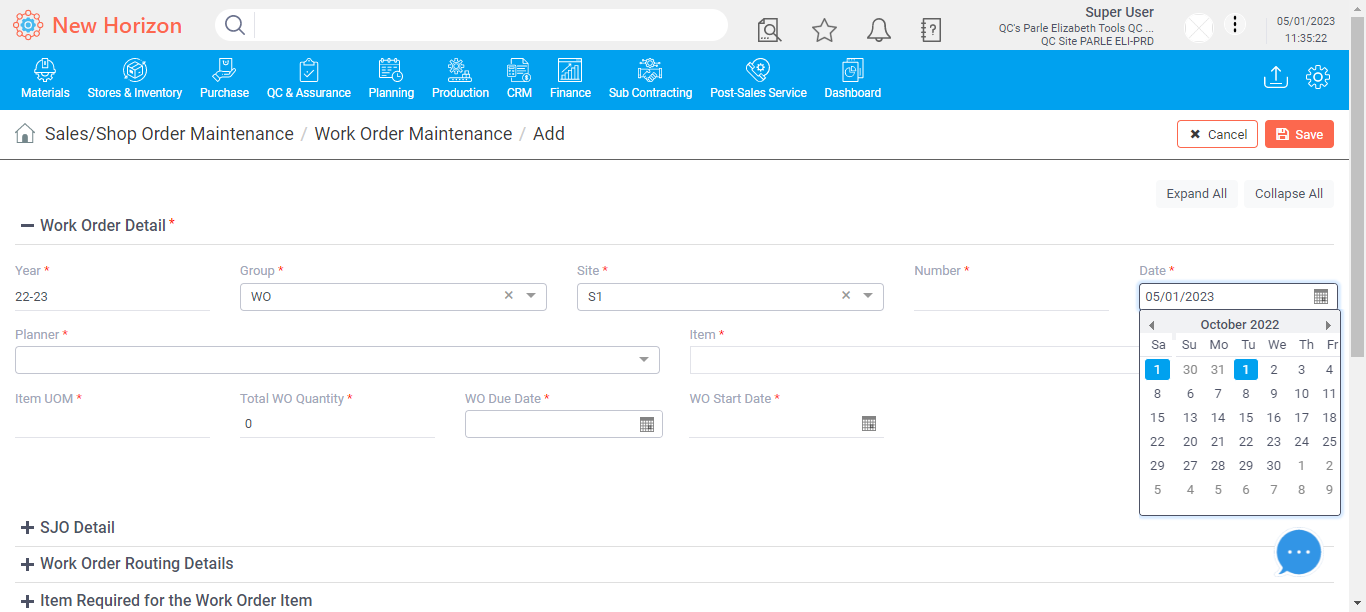 New Horizon
Super User
QC's Parle Elizabeth Tools QC ...
QC Site PARLE ELI-PRD
05/01/2023
11:35:22
Materials Stores & Inventory Purchase QC & Assurance Planning Production CRM Finance Sub Contracting Post-Sales Service Dashboard
Sales/Shop Order Maintenance / Work Order Maintenance / Add
Cancel Save
Expand All Collapse All
Work Order Detail *
Year * Group * Site * Number * Date *
22-23 WO S1 05/01/2023
Planner * Item *
Item UOM * Total WO Quantity * WO Due Date * WO Start Date *
0
October 2022
Sa Su Mo Tu We Th Fr
1 30 31 1 2 3 4
8 6 7 8 9 10 11
15 13 14 15 16 17 18
22 20 21 22 23 24 25
29 27 28 29 30 1 2
5 4 5 6 7 8 9
SJO Detail
Work Order Routing Details
Item Required for the Work Order Item